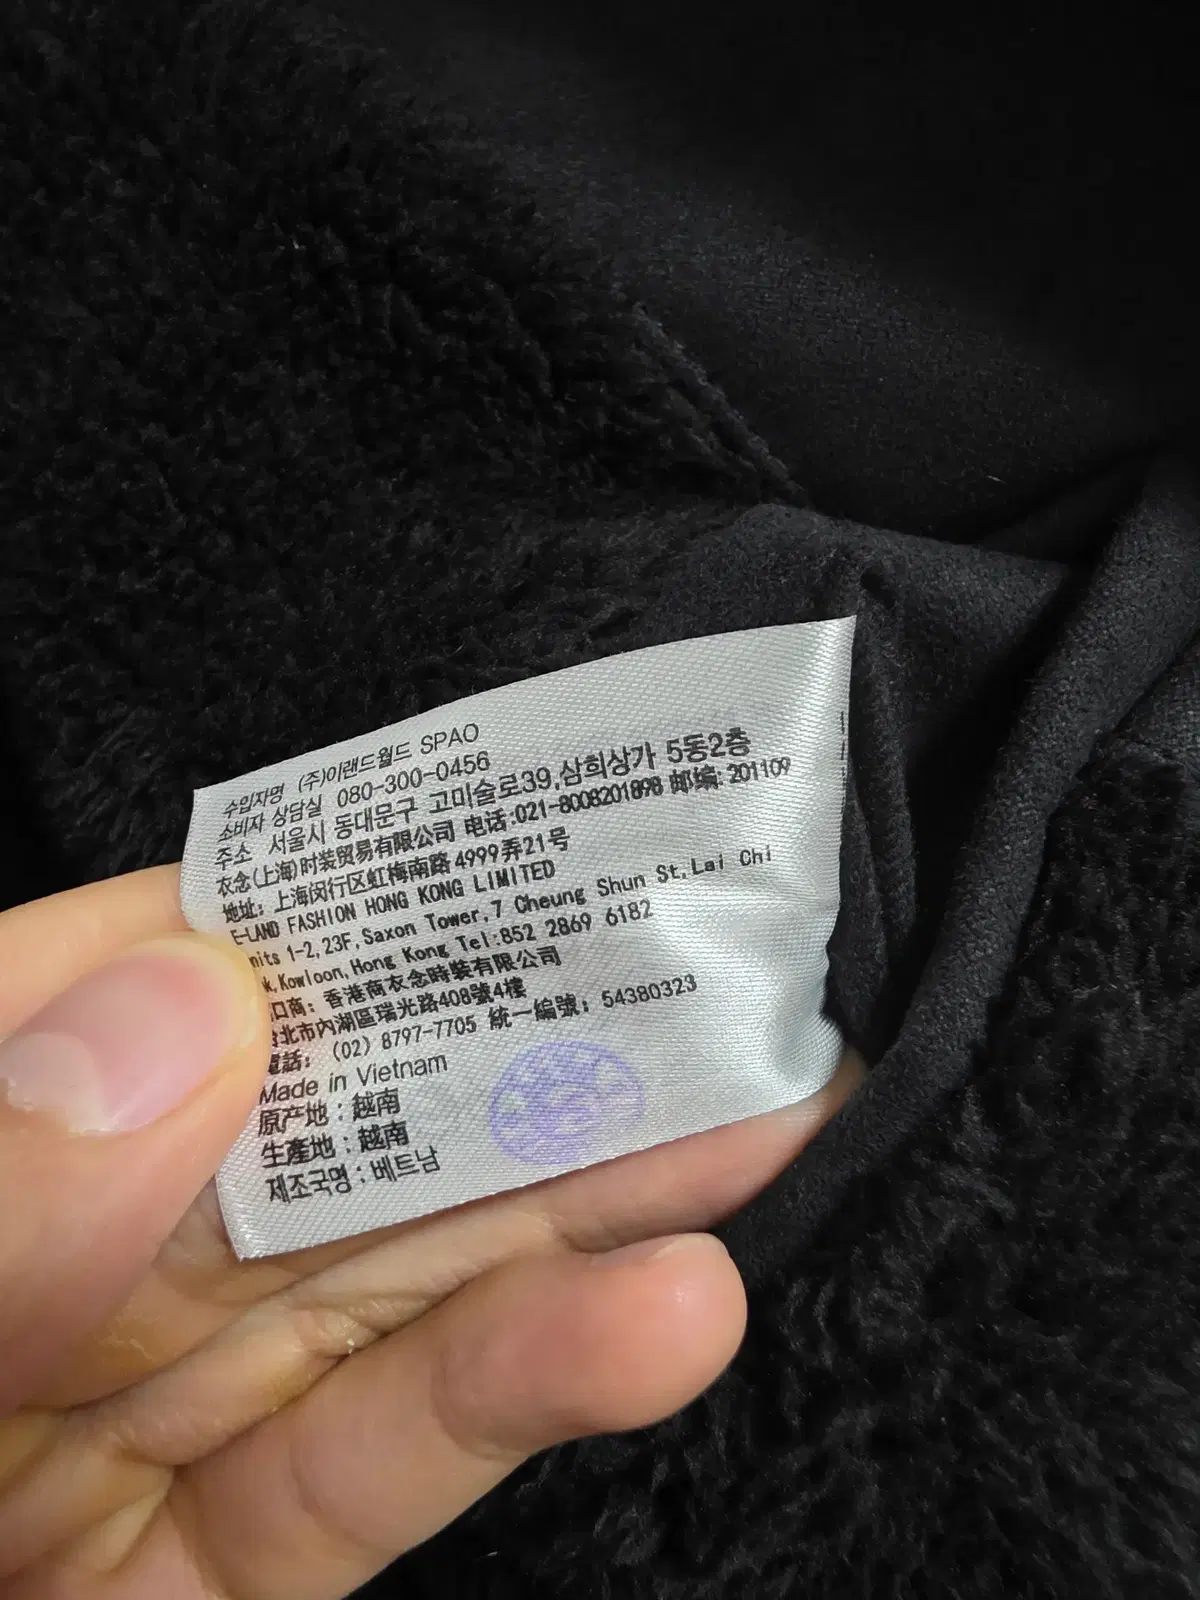 수입자명 (주)이랜드월드 SPAO
소비자 상담실 080-300-0456
주소 서울시 동대문구 고미술로39,삼희상가 5동2층
衣念(上海)时装贸易有限公司 电话:021-8008201898 邮编: 201109
地址: 上海闵行区虹梅南路4999弄21号
E-LAND FASHION HONG KONG LIMITED
1-2,23F,Saxon Tower,7 Cheung Shun St,Lai Chi
Kowloon,Hong Kong Tel:852 2869 6182
口商: 香港商衣念時裝有限公司
北市內湖區瑞光路408號4樓
電話: (02) 8797-7705 統一編號: 54380323
Made in Vietnam
原产地 : 越南
生產地 : 越南
제조국명 : 베트남